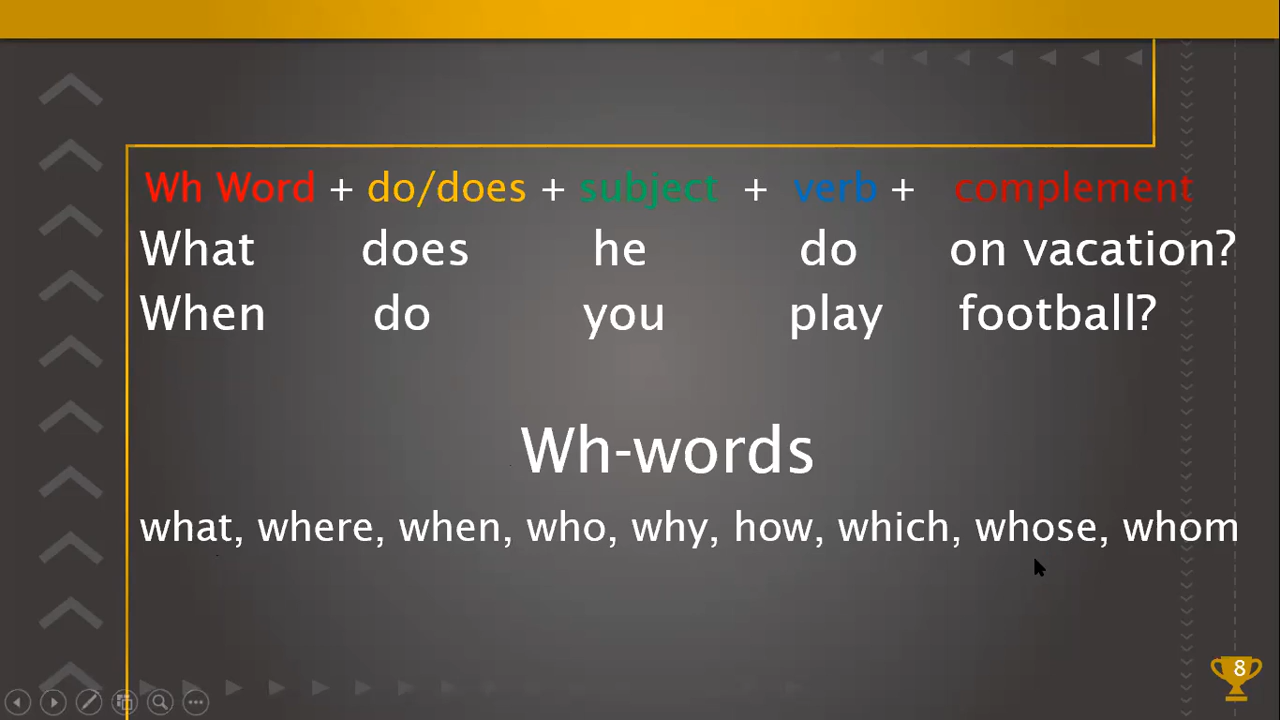 Wh Word + do/does + subject + verb + complement
What does he do on vacation?
When do you play football?
Wh-words
what, where, when, who, why, how, which, whose, whom
8